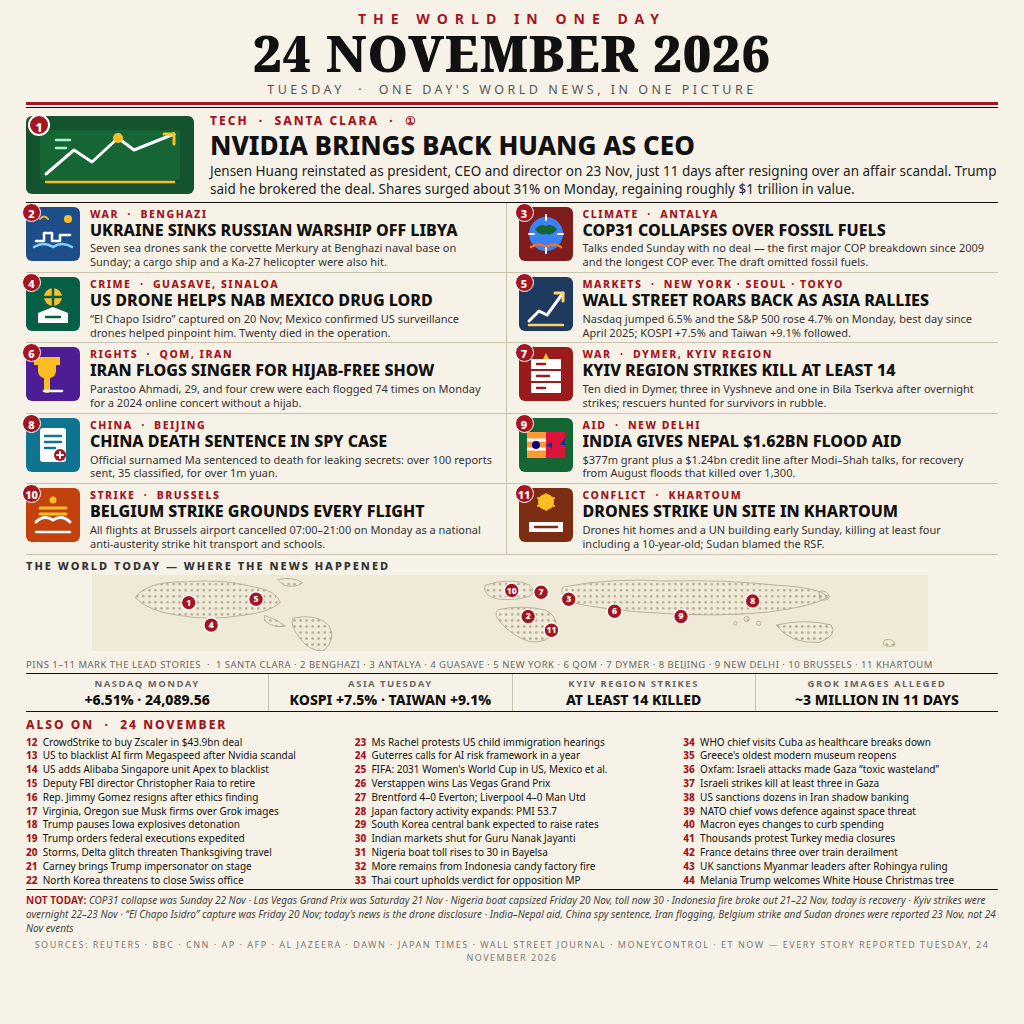 THE WORLD IN ONE DAY
24 NOVEMBER 2026
TUESDAY · ONE DAY'S WORLD NEWS, IN ONE PICTURE
1
TECH · SANTA CLARA · ①
NVIDIA BRINGS BACK HUANG AS CEO
Jensen Huang reinstated as president, CEO and director on 23 Nov, just 11 days after resigning over an affair scandal. Trump
said he brokered the deal. Shares surged about 31% on Monday, regaining roughly $1 trillion in value.
2
WAR · BENGHAZI
UKRAINE SINKS RUSSIAN WARSHIP OFF LIBYA
Seven sea drones sank the corvette Merkury at Benghazi naval base on
Sunday; a cargo ship and a Ka-27 helicopter were also hit.
3
CLIMATE · ANTALYA
COP31 COLLAPSES OVER FOSSIL FUELS
Talks ended Sunday with no deal — the first major COP breakdown since 2009
and the longest COP ever. The draft omitted fossil fuels.
4
CRIME · GUASAVE, SINALOA
US DRONE HELPS NAB MEXICO DRUG LORD
“El Chapo Isidro” captured on 20 Nov; Mexico confirmed US surveillance
drones helped pinpoint him. Twenty died in the operation.
5
MARKETS · NEW YORK · SEOUL · TOKYO
WALL STREET ROARS BACK AS ASIA RALLIES
Nasdaq jumped 6.5% and the S&P 500 rose 4.7% on Monday, best day since
April 2025; KOSPI +7.5% and Taiwan +9.1% followed.
6
RIGHTS · QOM, IRAN
IRAN FLOGS SINGER FOR HIJAB-FREE SHOW
Parastoo Ahmadi, 29, and four crew were each flogged 74 times on Monday
for a 2024 online concert without a hijab.
7
WAR · DYMER, KYIV REGION
KYIV REGION STRIKES KILL AT LEAST 14
Ten died in Dymer, three in Vyshneve and one in Bila Tserkva after overnight
strikes; rescuers hunted for survivors in rubble.
8
CHINA · BEIJING
CHINA DEATH SENTENCE IN SPY CASE
Official surnamed Ma sentenced to death for leaking secrets: over 100 reports
sent, 35 classified, for over 1m yuan.
9
AID · NEW DELHI
INDIA GIVES NEPAL $1.62BN FLOOD AID
$377m grant plus a $1.24bn credit line after Modi–Shah talks, for recovery
from August floods that killed over 1,300.
10
STRIKE · BRUSSELS
BELGIUM STRIKE GROUNDS EVERY FLIGHT
All flights at Brussels airport cancelled 07:00–21:00 on Monday as a national
anti-austerity strike hit transport and schools.
11
CONFLICT · KHARTOUM
DRONES STRIKE UN SITE IN KHARTOUM
Drones hit homes and a UN building early Sunday, killing at least four
including a 10-year-old; Sudan blamed the RSF.
THE WORLD TODAY — WHERE THE NEWS HAPPENED
1 5 4 10 7 3 2 11 6 9 8
PINS 1–11 MARK THE LEAD STORIES · 1 SANTA CLARA · 2 BENGHAZI · 3 ANTALYA · 4 GUASAVE · 5 NEW YORK · 6 QOM · 7 DYMER · 8 BEIJING · 9 NEW DELHI · 10 BRUSSELS · 11 KHARTOUM
NASDAQ MONDAY
+6.51% · 24,089.56
ASIA TUESDAY
KOSPI +7.5% · TAIWAN +9.1%
KYIV REGION STRIKES
AT LEAST 14 KILLED
GROK IMAGES ALLEGED
~3 MILLION IN 11 DAYS
ALSO ON · 24 NOVEMBER
12 CrowdStrike to buy Zscaler in $43.9bn deal
13 US to blacklist AI firm Megaspeed after Nvidia scandal
14 US adds Alibaba Singapore unit Apex to blacklist
15 Deputy FBI director Christopher Raia to retire
16 Rep. Jimmy Gomez resigns after ethics finding
17 Virginia, Oregon sue Musk firms over Grok images
18 Trump pauses Iowa explosives detonation
19 Trump orders federal executions expedited
20 Storms, Delta glitch threaten Thanksgiving travel
21 Carney brings Trump impersonator on stage
22 North Korea threatens to close Swiss office
23 Ms Rachel protests US child immigration hearings
24 Guterres calls for AI risk framework in a year
25 FIFA: 2031 Women's World Cup in US, Mexico et al.
26 Verstappen wins Las Vegas Grand Prix
27 Brentford 4–0 Everton; Liverpool 4–0 Man Utd
28 Japan factory activity expands: PMI 53.7
29 South Korea central bank expected to raise rates
30 Indian markets shut for Guru Nanak Jayanti
31 Nigeria boat toll rises to 30 in Bayelsa
32 More remains from Indonesia candy factory fire
33 Thai court upholds verdict for opposition MP
34 WHO chief visits Cuba as healthcare breaks down
35 Greece's oldest modern museum reopens
36 Oxfam: Israeli attacks made Gaza “toxic wasteland”
37 Israeli strikes kill at least three in Gaza
38 US sanctions dozens in Iran shadow banking
39 NATO chief vows defence against space threat
40 Macron eyes changes to curb spending
41 Thousands protest Turkey media closures
42 France detains three over train derailment
43 UK sanctions Myanmar leaders after Rohingya ruling
44 Melania Trump welcomes White House Christmas tree
NOT TODAY: COP31 collapse was Sunday 22 Nov · Las Vegas Grand Prix was Saturday 21 Nov · Nigeria boat capsized Friday 20 Nov, toll now 30 · Indonesia fire broke out 21–22 Nov, today is recovery · Kyiv strikes were
overnight 22–23 Nov · “El Chapo Isidro” capture was Friday 20 Nov; today's news is the drone disclosure · India–Nepal aid, China spy sentence, Iran flogging, Belgium strike and Sudan drones were reported 23 Nov, not 24
Nov events
SOURCES: REUTERS · BBC · CNN · AP · AFP · AL JAZEERA · DAWN · JAPAN TIMES · WALL STREET JOURNAL · MONEYCONTROL · ET NOW — EVERY STORY REPORTED TUESDAY, 24
NOVEMBER 2026